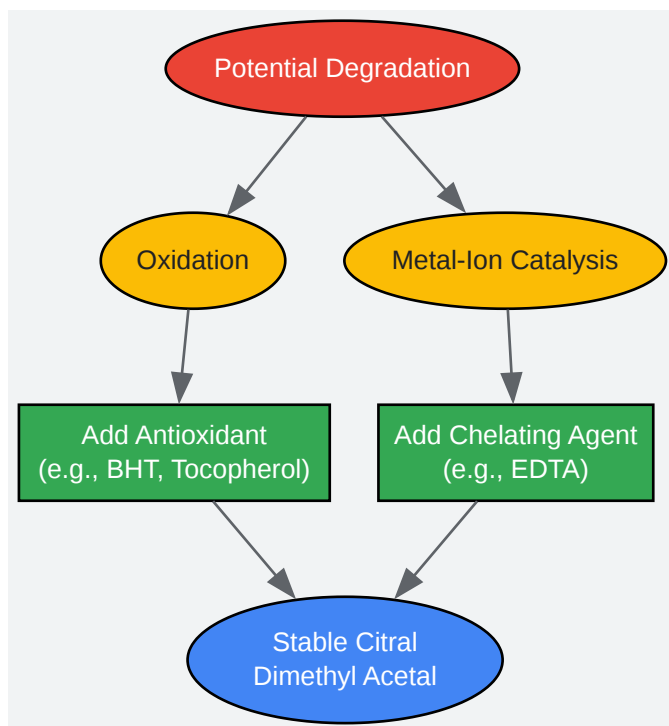 Potential Degradation
Oxidation
Metal-Ion Catalysis
Add Antioxidant
(e.g., BHT, Tocopherol)
Add Chelating Agent
(e.g., EDTA)
Stable Citral
Dimethyl Acetal